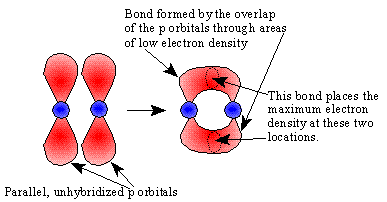 Bond formed by the overlap
of the p orbitals through areas
of low electron density
This bond places the
maximum electron
density at these two
locations.
Parallel, unhybridized p orbitals